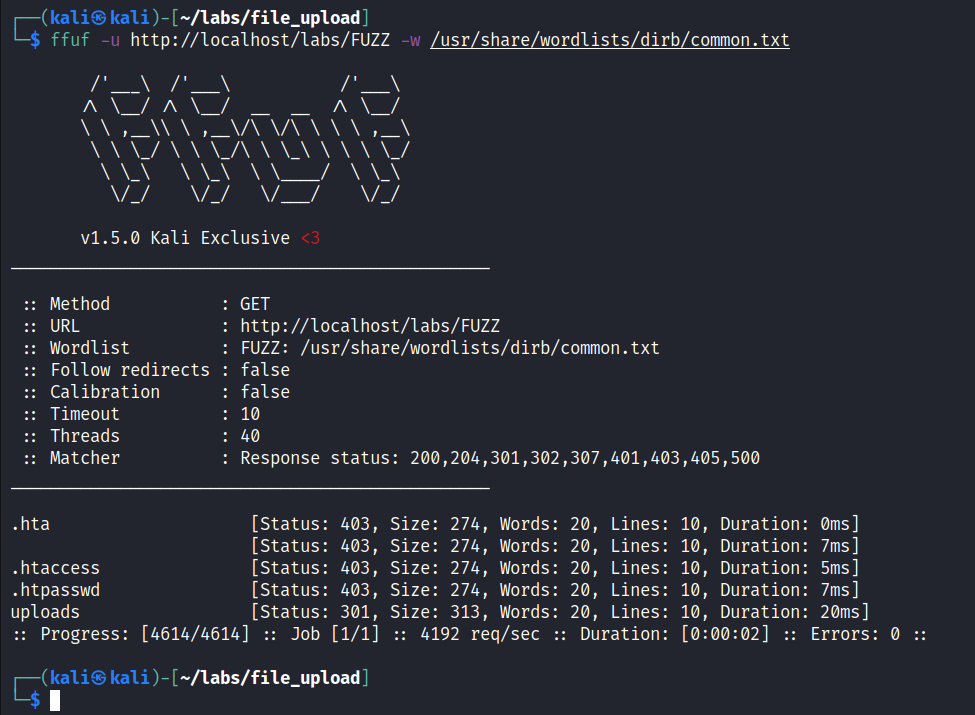 ┌──(kali㉿kali)-[~/labs/file_upload]
└─$ ffuf -u http://localhost/labs/FUZZ -w /usr/share/wordlists/dirb/common.txt

        /'___\  /'___\           /'___\
       /\ \__/ /\ \__/  __  __  /\ \__/
       \ \ ,__\\ \ ,__\/\ \/\ \ \ \ ,__\
        \ \ \_/ \ \ \_/\ \ \_\ \ \ \ \_/
         \ \_\   \ \_\  \ \____/  \ \_\
          \/_/    \/_/   \/___/    \/_/

       v1.5.0 Kali Exclusive <3
________________________________________________

 :: Method           : GET
 :: URL              : http://localhost/labs/FUZZ
 :: Wordlist         : FUZZ: /usr/share/wordlists/dirb/common.txt
 :: Follow redirects : false
 :: Calibration      : false
 :: Timeout          : 10
 :: Threads          : 40
 :: Matcher          : Response status: 200,204,301,302,307,401,403,405,500
________________________________________________

.hta                    [Status: 403, Size: 274, Words: 20, Lines: 10, Duration: 0ms]
                        [Status: 403, Size: 274, Words: 20, Lines: 10, Duration: 7ms]
.htaccess               [Status: 403, Size: 274, Words: 20, Lines: 10, Duration: 5ms]
.htpasswd               [Status: 403, Size: 274, Words: 20, Lines: 10, Duration: 7ms]
uploads                 [Status: 301, Size: 313, Words: 20, Lines: 10, Duration: 20ms]
:: Progress: [4614/4614] :: Job [1/1] :: 4192 req/sec :: Duration: [0:00:02] :: Errors: 0 ::

┌──(kali㉿kali)-[~/labs/file_upload]
└─$